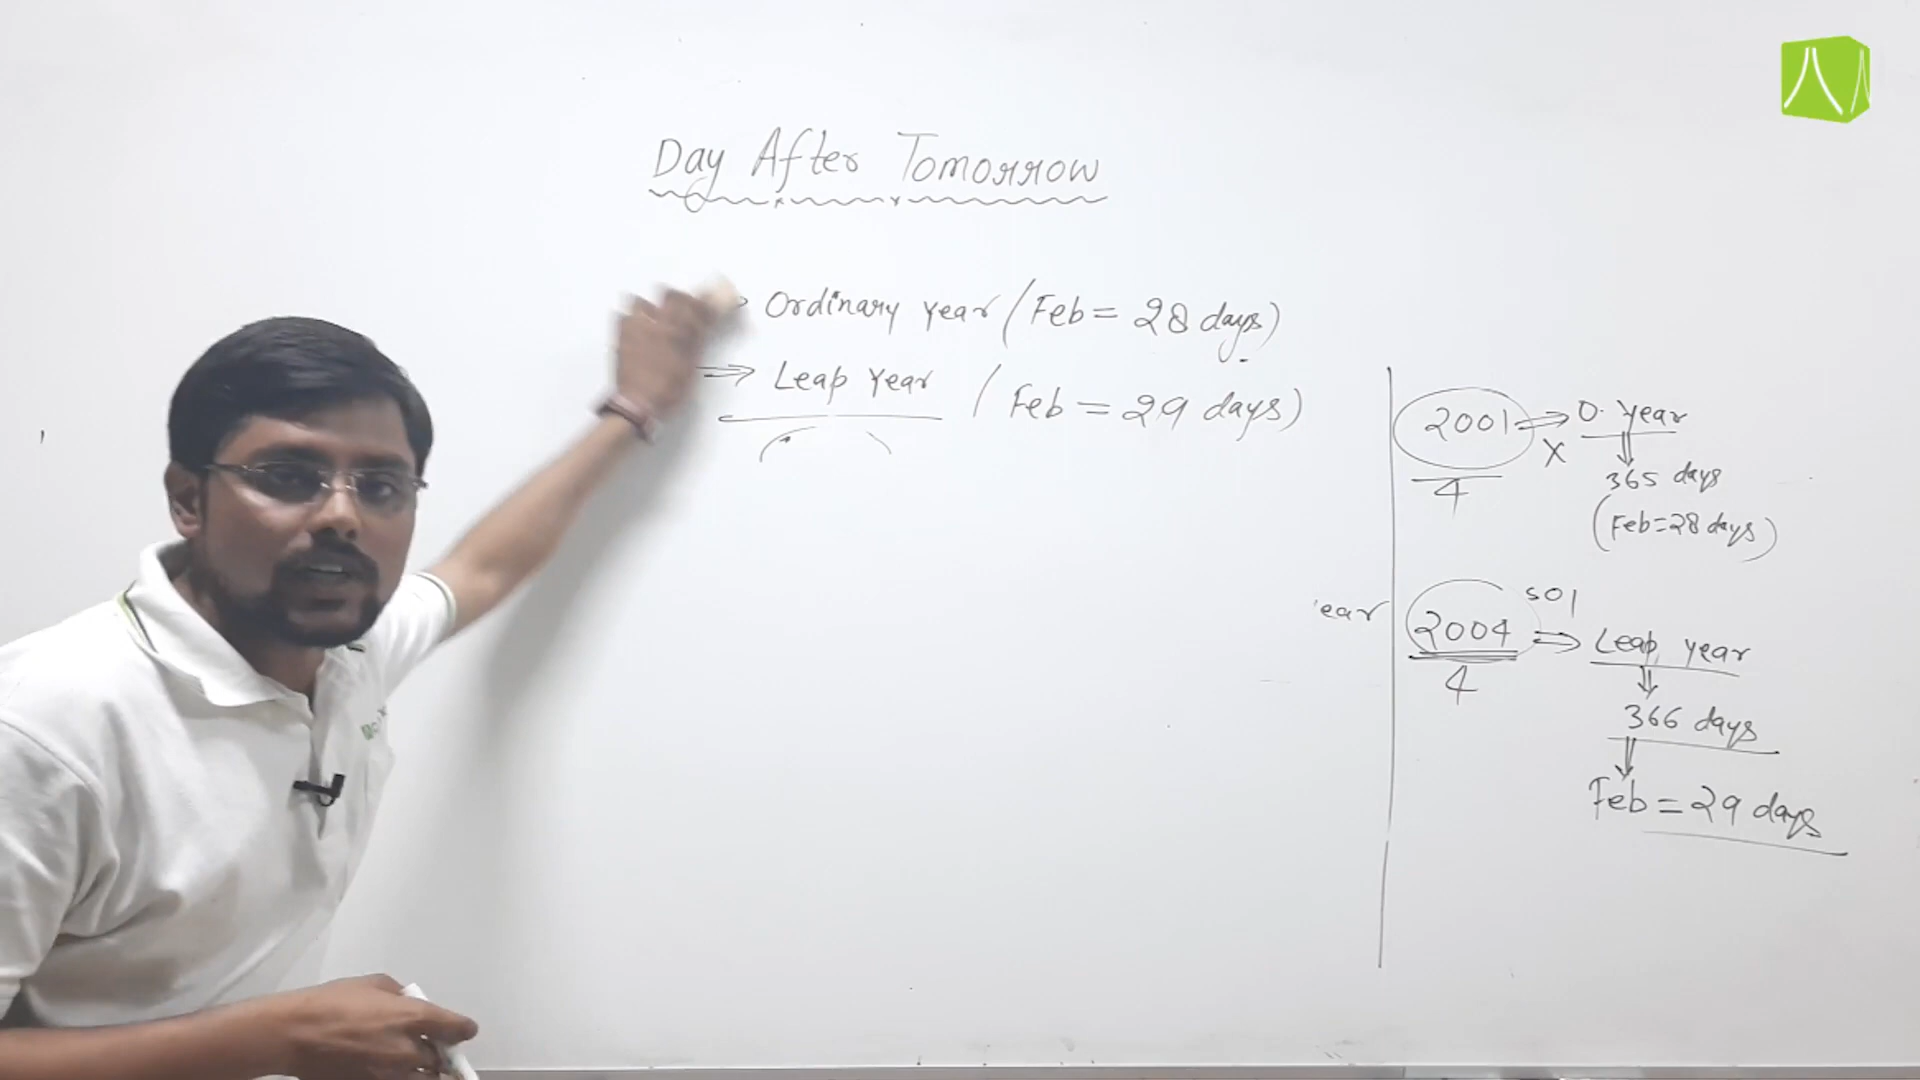 Day After Tomorrow
Ordinary year (Feb = 28 days)
⇒ Leap Year (Feb = 29 days)
2001 ⇒ O. year
4
X
365 days
(Feb=28 days)
ear
501
2004 ⇒ Leap year
4
366 days
Feb = 29 days